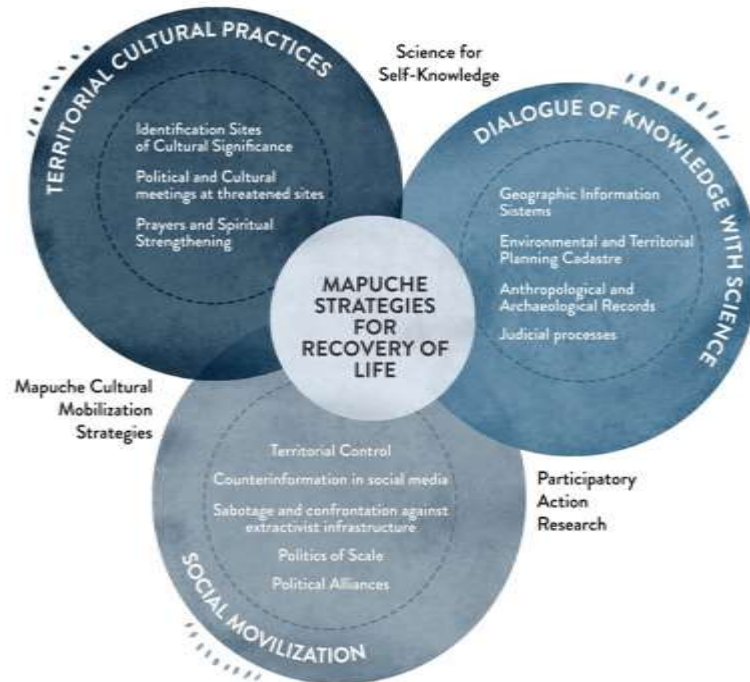 TERRITORIAL CULTURAL PRACTICES
Identification Sites
of Cultural Significance
Political and Cultural
meetings at threatened sites
Prayers and Spiritual
Strengthening
Science for
Self-Knowledge
DIALOGUE OF KNOWLEDGE WITH SCIENCE
Geographic Information
Sistems
Environmental and Territorial
Planning Cadastre
Anthropological and
Archaeological Records
Judicial processes
MAPUCHE
STRATEGIES
FOR
RECOVERY OF
LIFE
Mapuche Cultural
Mobilization
Strategies
Territorial Control
Counterinformation in social media
Sabotage and confrontation against
extractivist infrastructure
Politics of Scale
Political Alliances
SOCIAL MOVILIZATION
Participatory
Action
Research